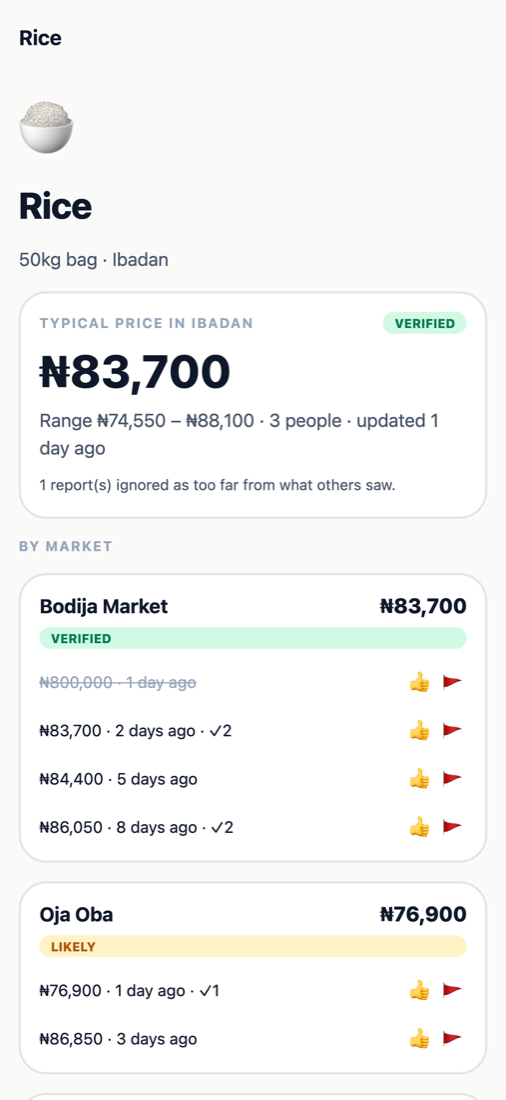 Rice
Rice
50kg bag · Ibadan
TYPICAL PRICE IN IBADAN
VERIFIED
₦83,700
Range ₦74,550 – ₦88,100 · 3 people · updated 1
day ago
1 report(s) ignored as too far from what others saw.
BY MARKET
Bodija Market
₦83,700
VERIFIED
₦800,000 · 1 day ago
₦83,700 · 2 days ago · ✓2
₦84,400 · 5 days ago
₦86,050 · 8 days ago · ✓2
Oja Oba
₦76,900
LIKELY
₦76,900 · 1 day ago · ✓1
₦86,850 · 3 days ago